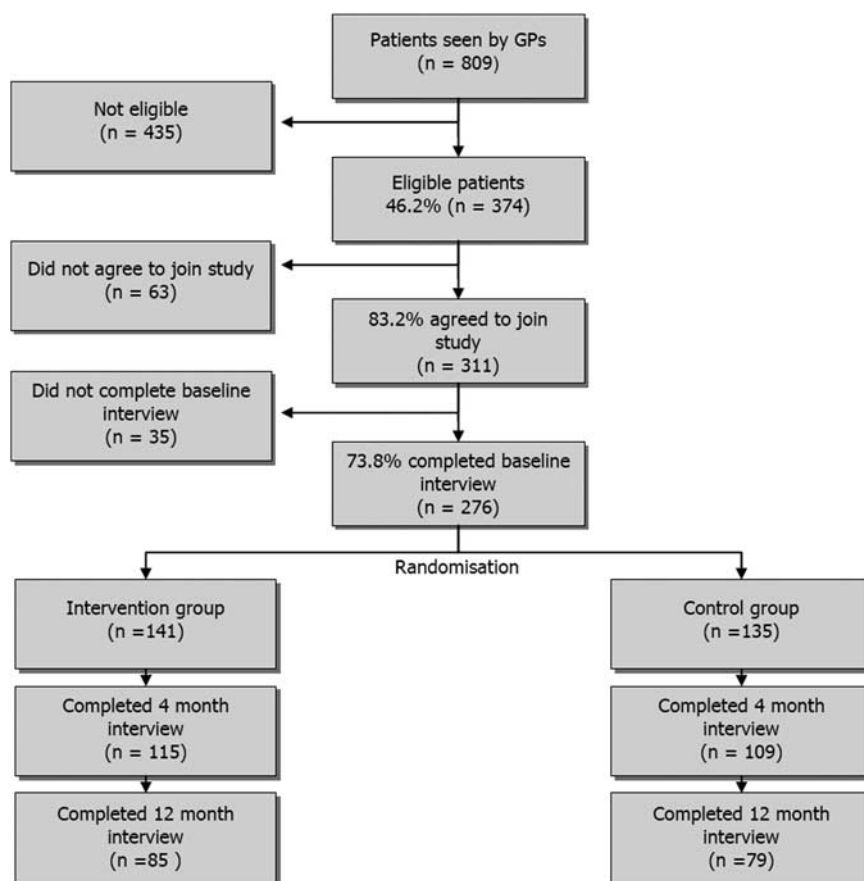 Patients seen by GPs
(n = 809)
Not eligible
(n = 435)
Eligible patients
46.2% (n = 374)
Did not agree to join study
(n = 63)
83.2% agreed to join
study
(n = 311)
Did not complete baseline
interview
(n = 35)
73.8% completed baseline
interview
(n = 276)
Randomisation
Intervention group
(n =141)
Control group
(n =135)
Completed 4 month
interview
(n = 115)
Completed 4 month
interview
(n = 109)
Completed 12 month
interview
(n =85 )
Completed 12 month
interview
(n =79)